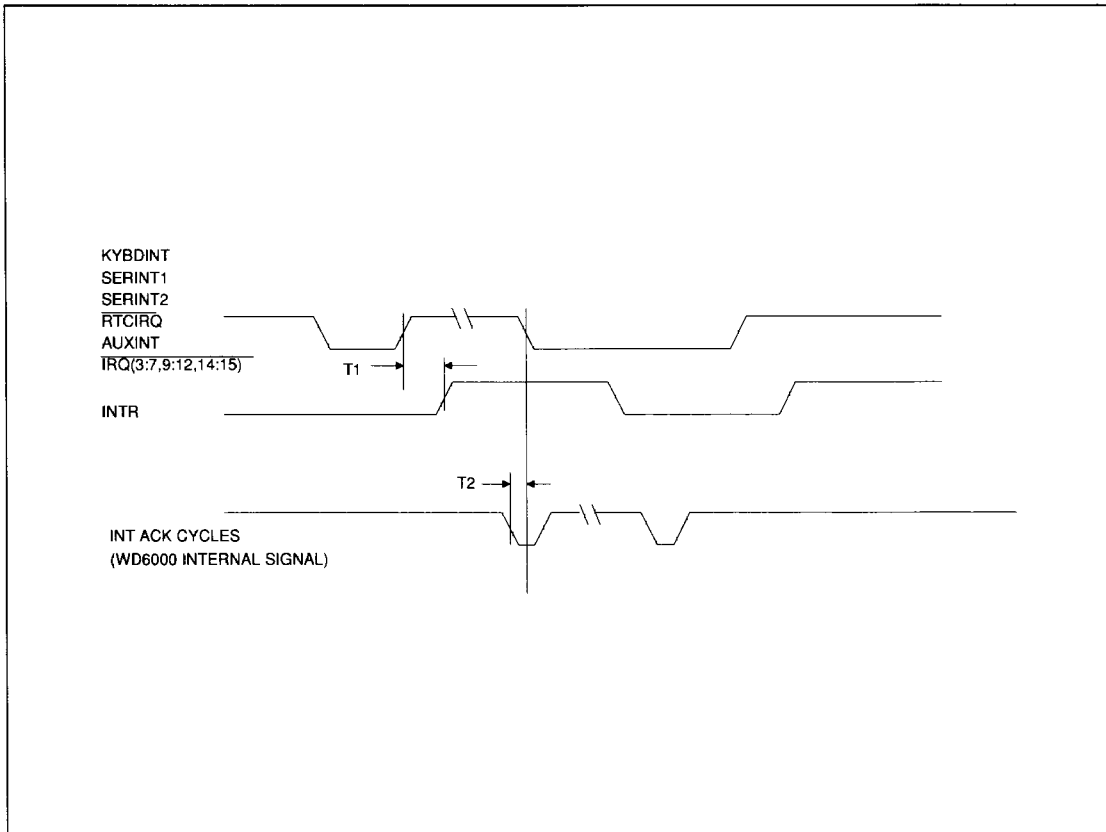 KYBDINT
SERINT1
SERINT2
RTCIRQ
AUXINT
IRQ(3:7,9:12,14:15)
T1
INTR
T2
INT ACK CYCLES
(WD6000 INTERNAL SIGNAL)